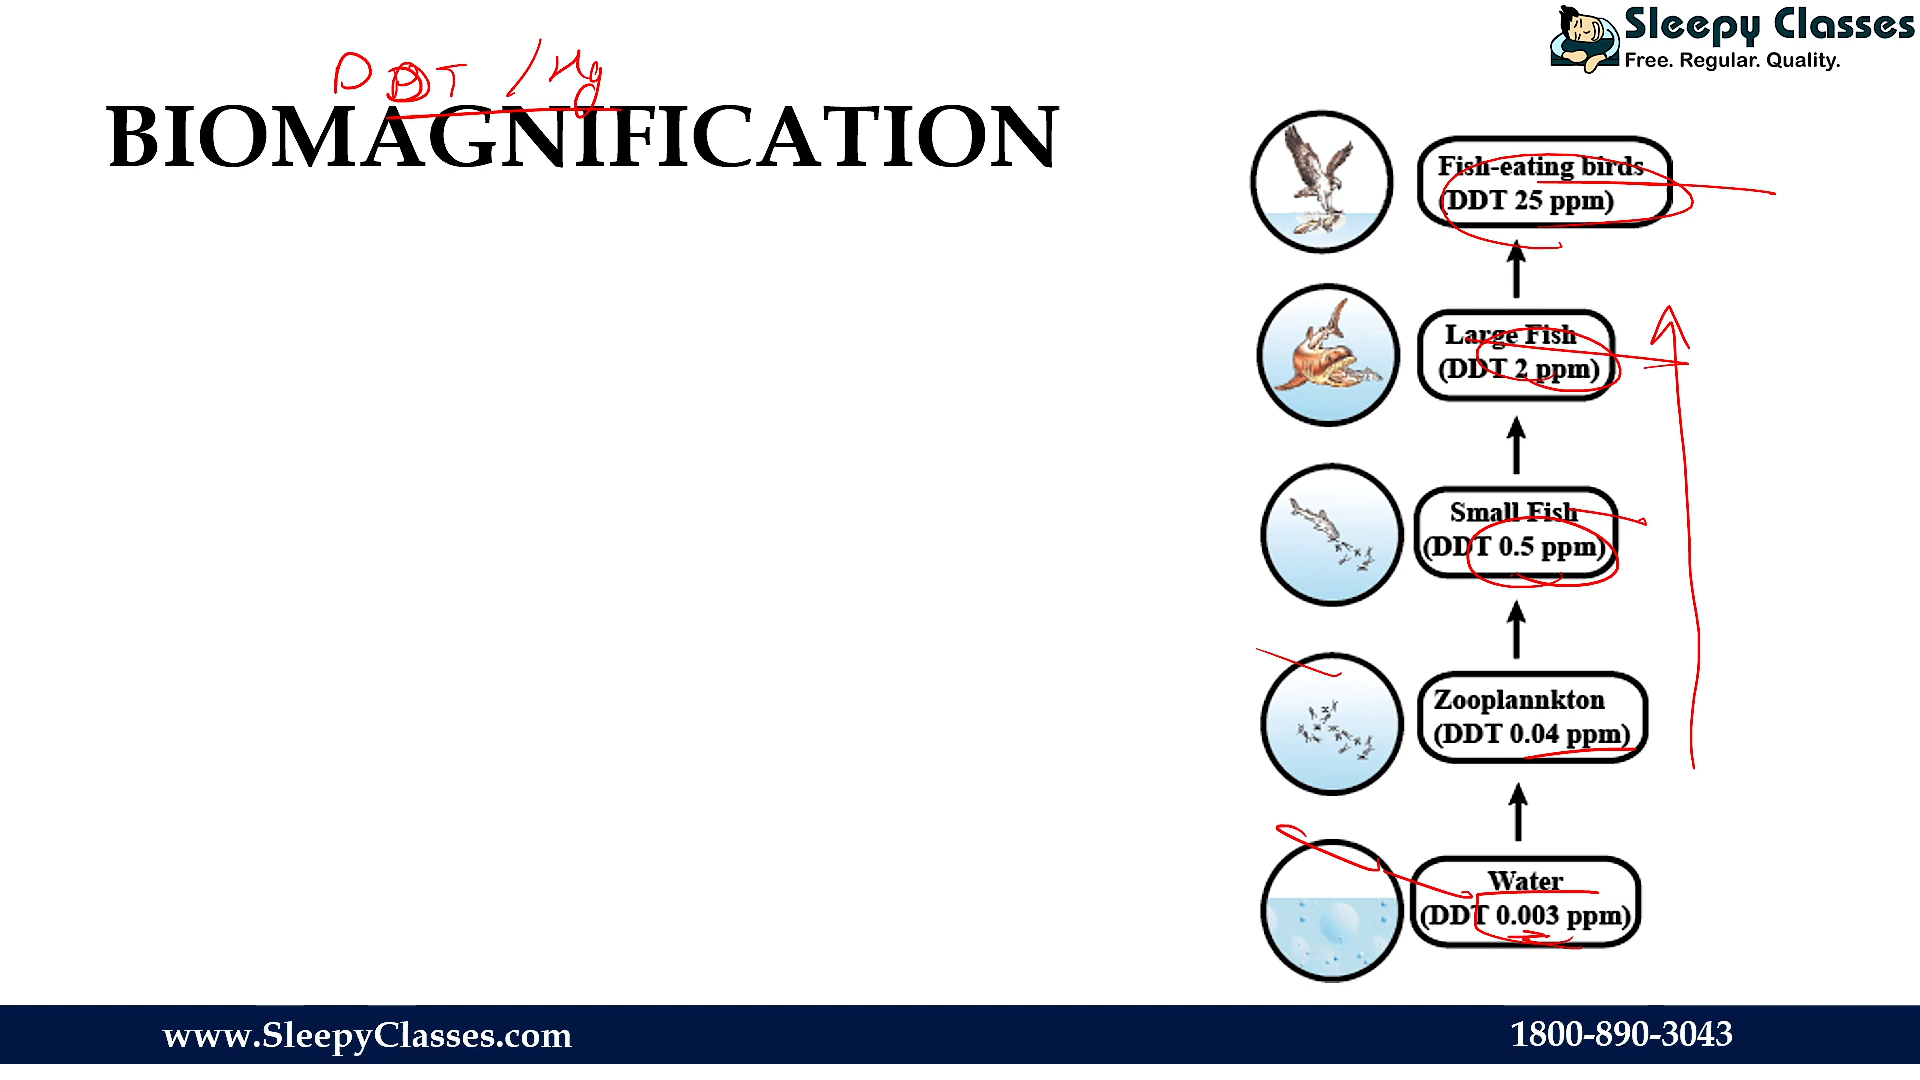 Sleepy Classes
Free. Regular. Quality.
DDT / Hg
BIOMAGNIFICATION
Fish-eating birds
(DDT 25 ppm)
Large Fish
(DDT 2 ppm)
Small Fish
(DDT 0.5 ppm)
Zooplannkton
(DDT 0.04 ppm)
Water
(DDT 0.003 ppm)
www.SleepyClasses.com
1800-890-3043